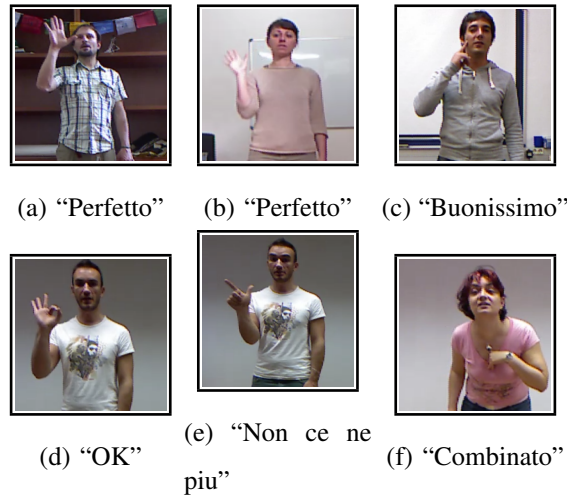 (a) “Perfetto”
(b) “Perfetto”
(c) “Buonissimo”
(d) “OK”
(e) “Non ce ne
piu”
(f) “Combinato”